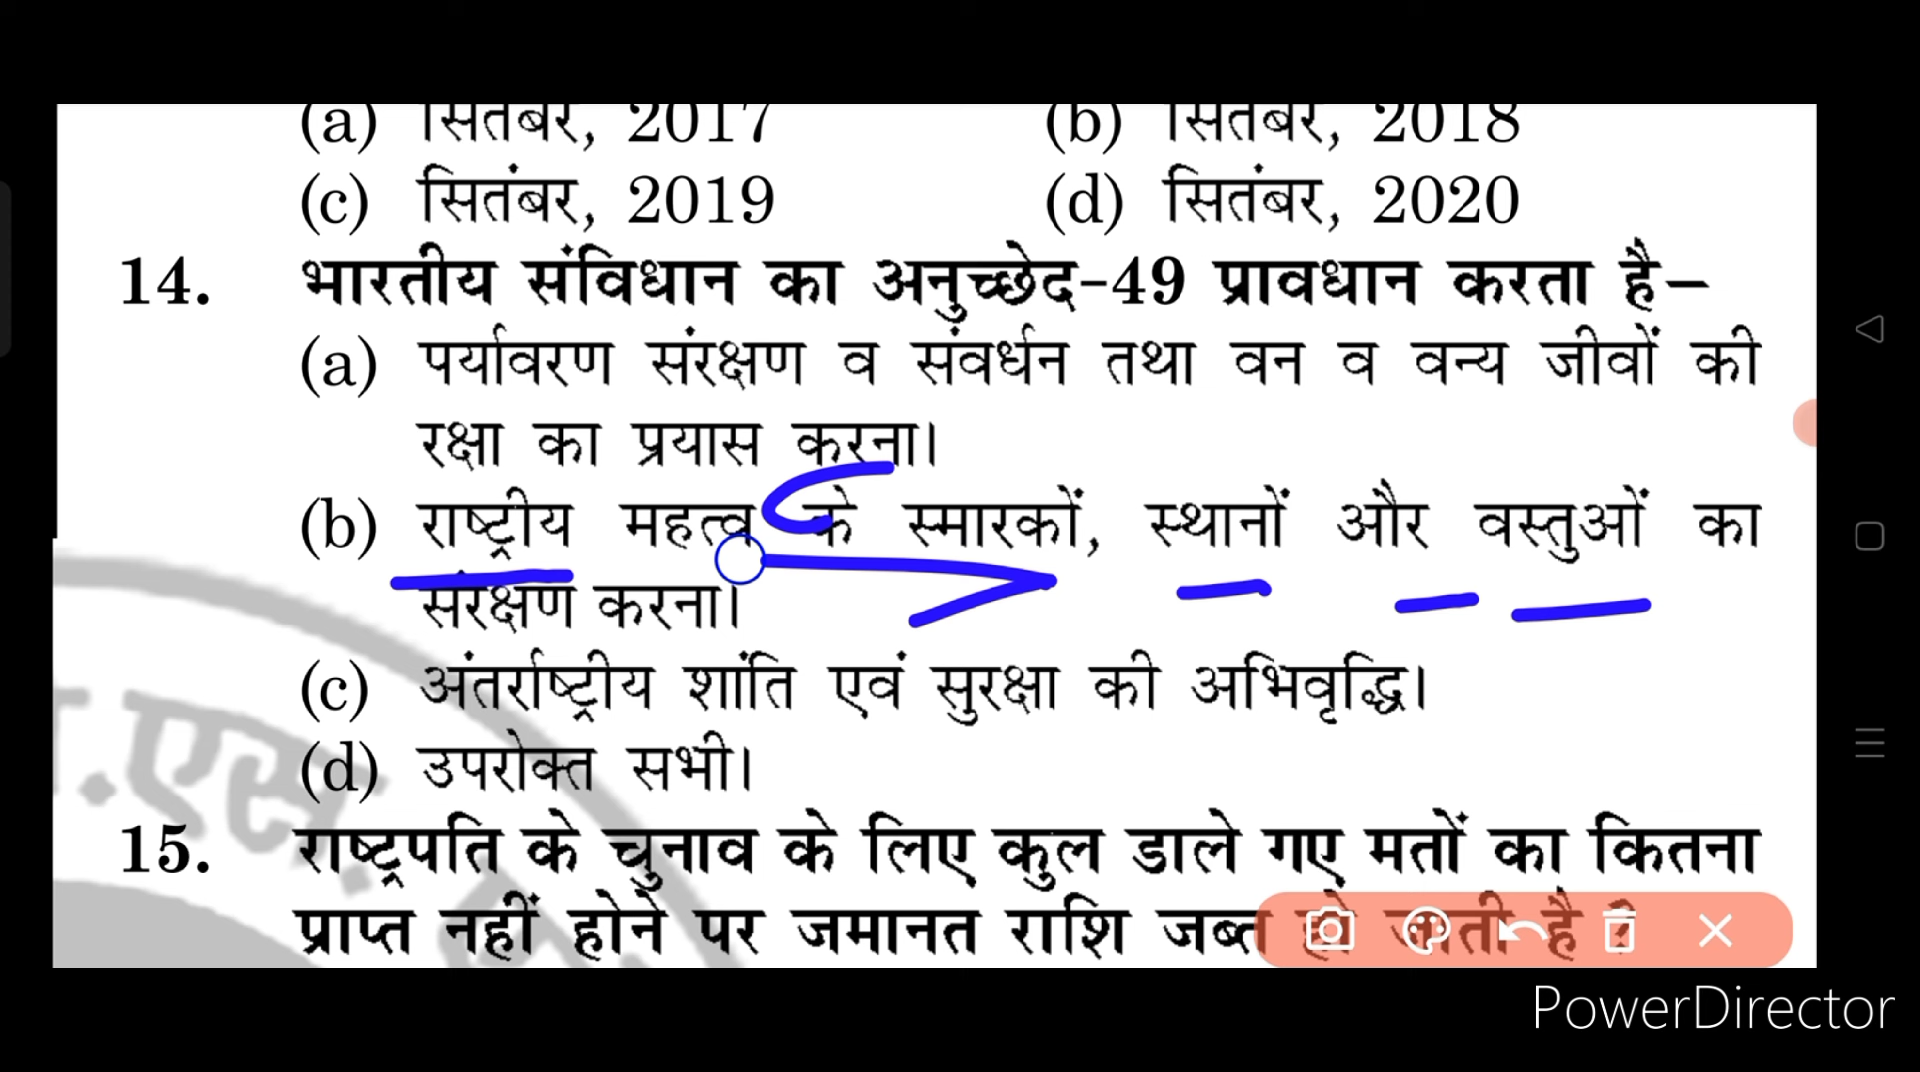 (a) सितंबर, 2017 (b) सितंबर, 2018
(c) सितंबर, 2019 (d) सितंबर, 2020
14. भारतीय संविधान का अनुच्छेद-49 प्रावधान करता है–
(a) पर्यावरण संरक्षण व संवर्धन तथा वन व वन्य जीवों की
रक्षा का प्रयास करना।
(b) राष्ट्रीय महत्व के स्मारकों, स्थानों और वस्तुओं का
संरक्षण करना।
(c) अंतर्राष्ट्रीय शांति एवं सुरक्षा की अभिवृद्धि।
(d) उपरोक्त सभी।
15. राष्ट्रपति के चुनाव के लिए कुल डाले गए मतों का कितना
प्राप्त नहीं होने पर जमानत राशि जब्त हो जाती है ?
.एस.
PowerDirector